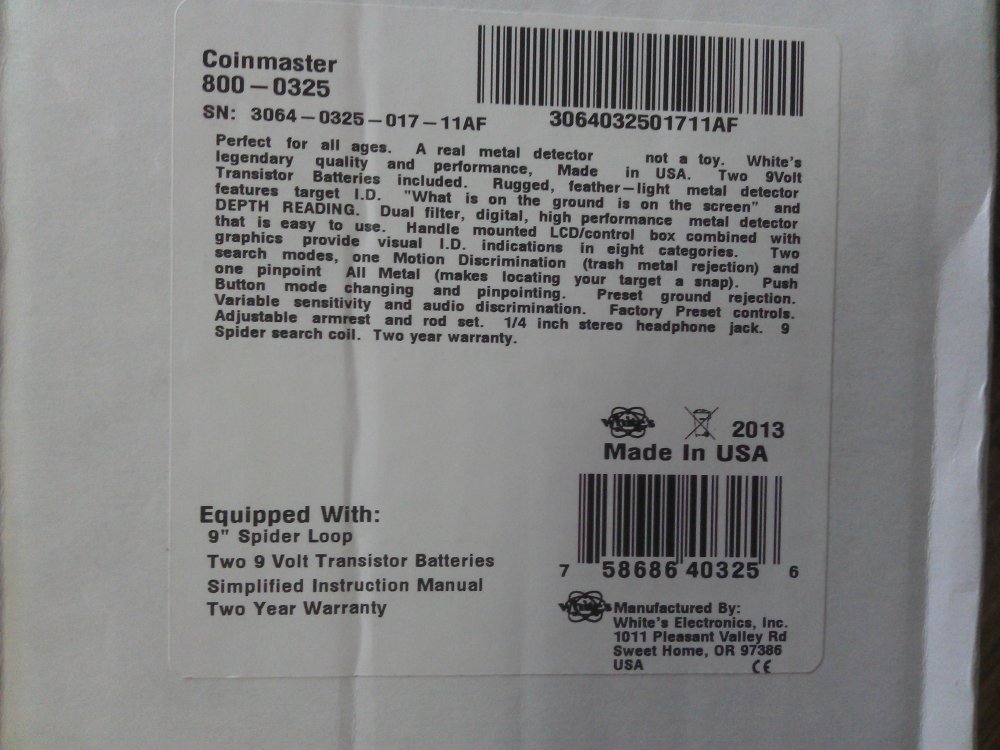 Coinmaster
800-0325
SN: 3064-0325-017-11AF
3064032501711AF
Perfect for all ages. A real metal detector not a toy. White's
legendary quality and performance, Made in USA. Two 9Volt
Transistor Batteries included. Rugged, feather-light metal detector
features target I.D. "What is on the ground is on the screen" and
DEPTH READING. Dual filter, digital, high performance metal detector
that is easy to use. Handle mounted LCD/control box combined with
graphics provide visual I.D. indications in eight categories. Two
search modes, one Motion Discrimination (trash metal rejection) and
one pinpoint All Metal (makes locating your target a snap). Push
Button mode changing and pinpointing. Preset ground rejection.
Variable sensitivity and audio discrimination. Factory Preset controls.
Adjustable armrest and rod set. 1/4 inch stereo headphone jack. 9
Spider search coil. Two year warranty.
White's 2013
Made In USA
Equipped With:
9" Spider Loop
Two 9 Volt Transistor Batteries
Simplified Instruction Manual
Two Year Warranty
7 58686 40325 6
White's
Manufactured By:
White's Electronics, Inc.
1011 Pleasant Valley Rd
Sweet Home, OR 97386
USA CE